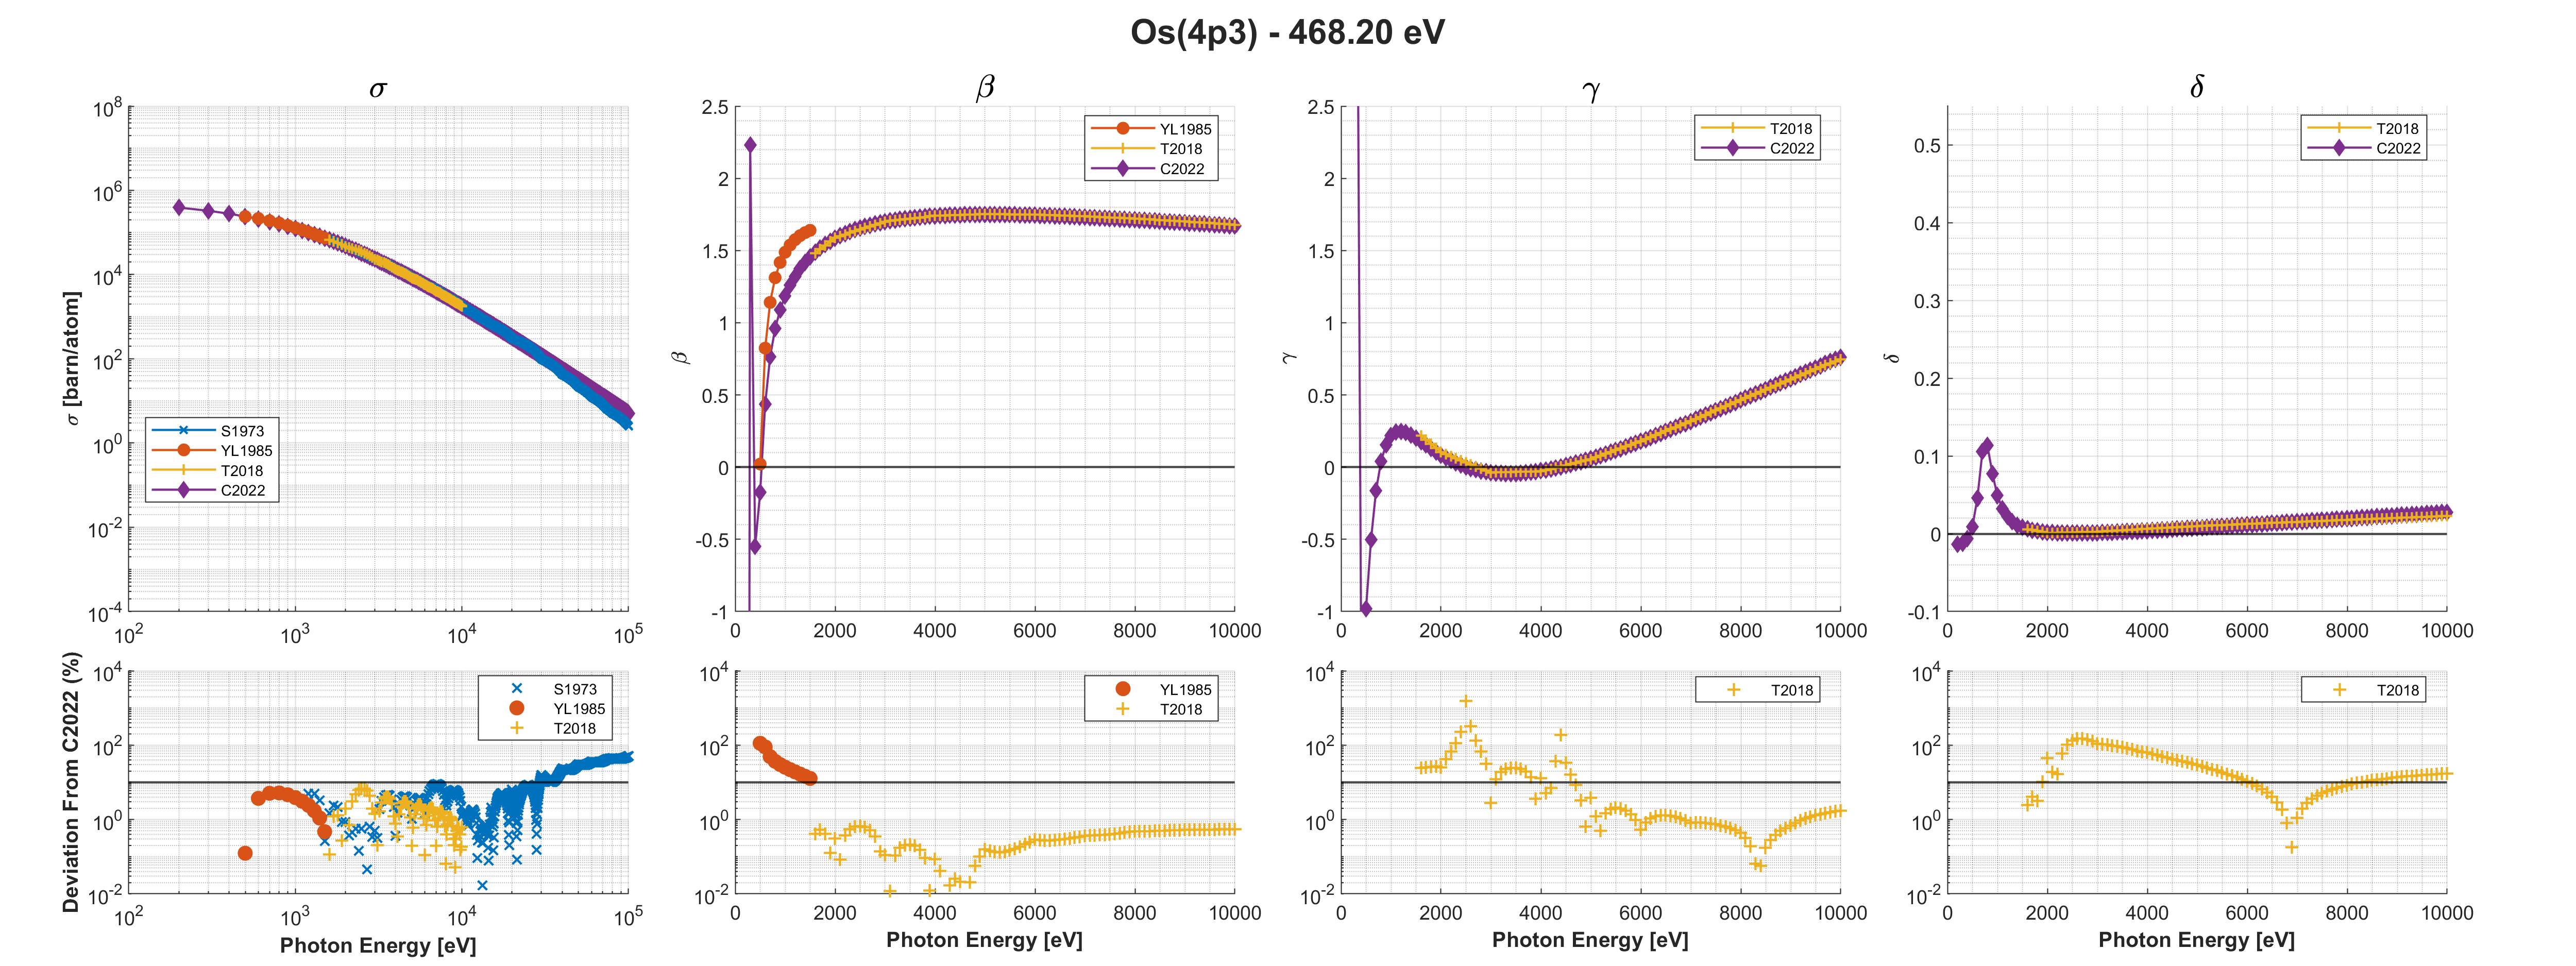 Os(4p3) - 468.20 eV
σ
β
γ
δ
σ [barn/atom]
10^8
10^6
10^4
10^2
10^0
10^-2
10^-4
10^2 10^3 10^4 10^5
S1973
YL1985
T2018
C2022
β
2.5
2
1.5
1
0.5
0
-0.5
-1
0 2000 4000 6000 8000 10000
YL1985
T2018
C2022
γ
2.5
2
1.5
1
0.5
0
-0.5
-1
0 2000 4000 6000 8000 10000
T2018
C2022
δ
0.5
0.4
0.3
0.2
0.1
0
-0.1
0 2000 4000 6000 8000 10000
T2018
C2022
Deviation From C2022 (%)
10^4
10^2
10^0
10^-2
10^2 10^3 10^4 10^5
Photon Energy [eV]
S1973
YL1985
T2018
10^4
10^2
10^0
10^-2
0 2000 4000 6000 8000 10000
Photon Energy [eV]
YL1985
T2018
10^4
10^2
10^0
10^-2
0 2000 4000 6000 8000 10000
Photon Energy [eV]
T2018
10^4
10^2
10^0
10^-2
0 2000 4000 6000 8000 10000
Photon Energy [eV]
T2018